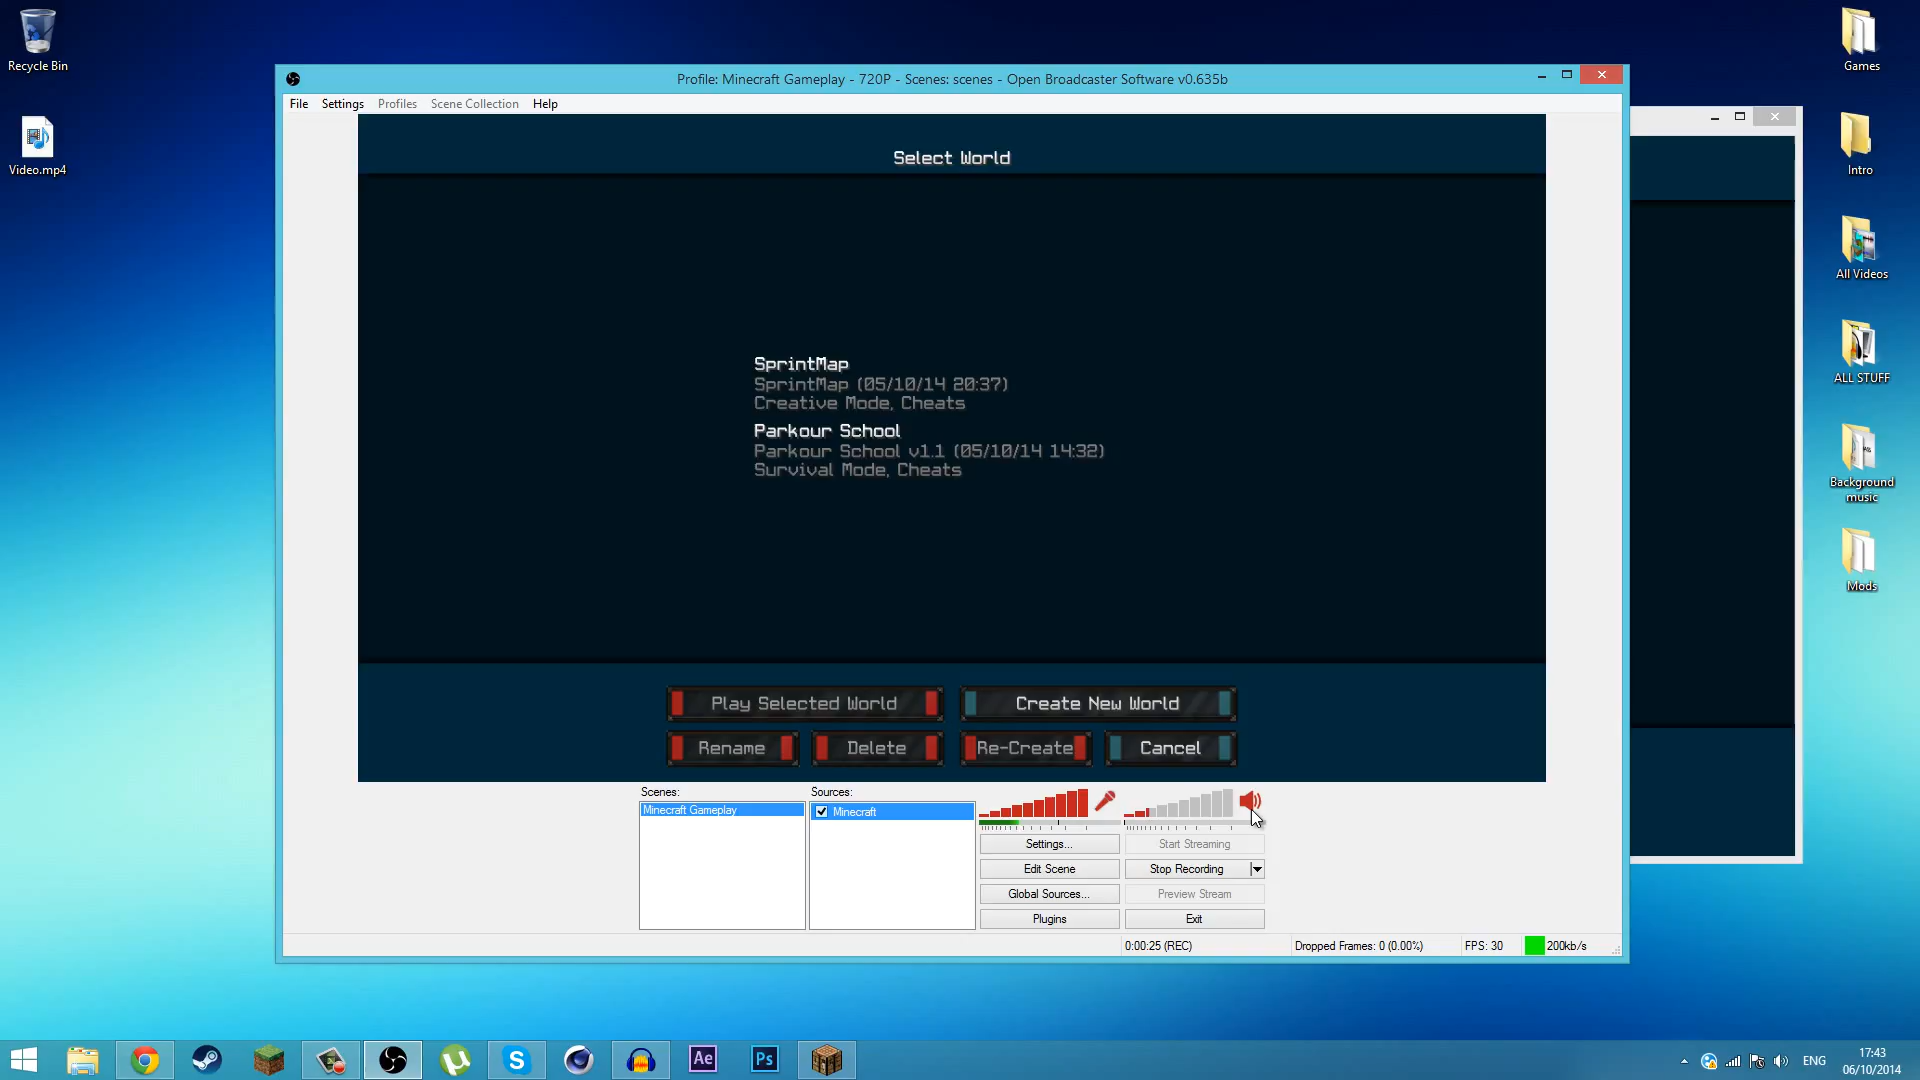 Recycle Bin
Video.mp4
Profile: Minecraft Gameplay - 720P - Scenes: scenes - Open Broadcaster Software v0.635b
File Settings Profiles Scene Collection Help
Select World
SprintMap
SprintMap (05/10/14 20:37)
Creative Mode, Cheats
Parkour School
Parkour School v1.1 (05/10/14 14:32)
Survival Mode, Cheats
Play Selected World
Create New World
Rename
Delete
Re-Create
Cancel
Scenes:
Minecraft Gameplay
Sources:
Minecraft
Settings...
Start Streaming
Edit Scene
Stop Recording
Global Sources...
Preview Stream
Plugins
Exit
0:00:25 (REC)
Dropped Frames: 0 (0.00%)
FPS: 30
200kb/s
Games
Intro
All Videos
ALL STUFF
Background
music
Mods
Ae
Ps
ENG
17:43
06/10/2014